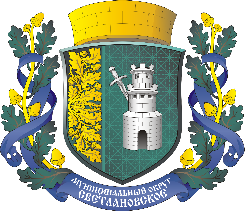 МУНИЦИПАЛЬНЫЙ ОКРУГ
СВЕТЛАНОВСКОЕ